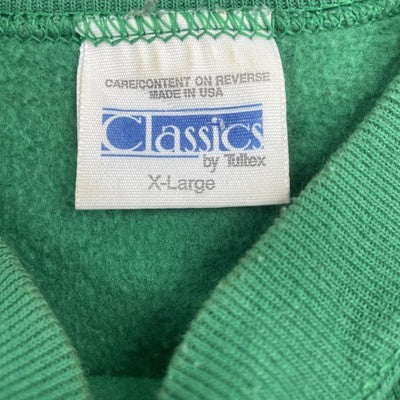 CARE/CONTENT ON REVERSE
MADE IN USA
Classics
by Tultex
X-Large